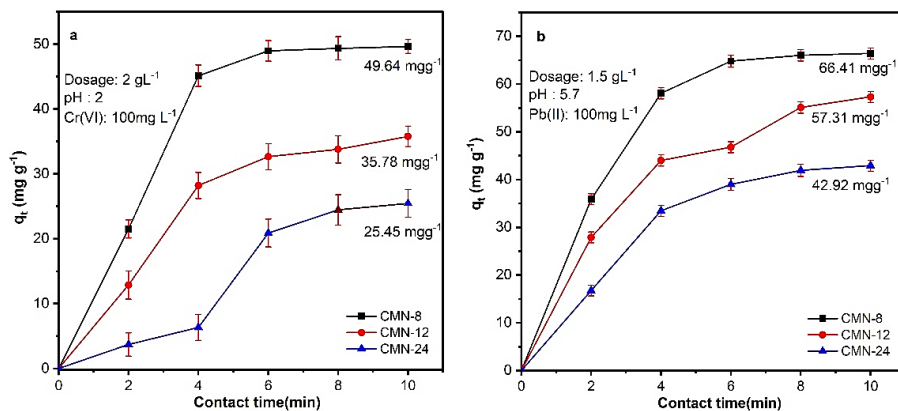 a
50
40
30
20
10
0
qt (mg g-1)
Dosage: 2 gL-1
pH : 2
Cr(VI): 100mg L-1
49.64 mgg-1
35.78 mgg-1
25.45 mgg-1
CMN-8
CMN-12
CMN-24
0 2 4 6 8 10
Contact time(min)
b
70
60
50
40
30
20
10
0
qt (mg g-1)
Dosage: 1.5 gL-1
pH : 5.7
Pb(II): 100mg L-1
66.41 mgg-1
57.31 mgg-1
42.92 mgg-1
CMN-8
CMN-12
CMN-24
0 2 4 6 8 10
Contact time(min)